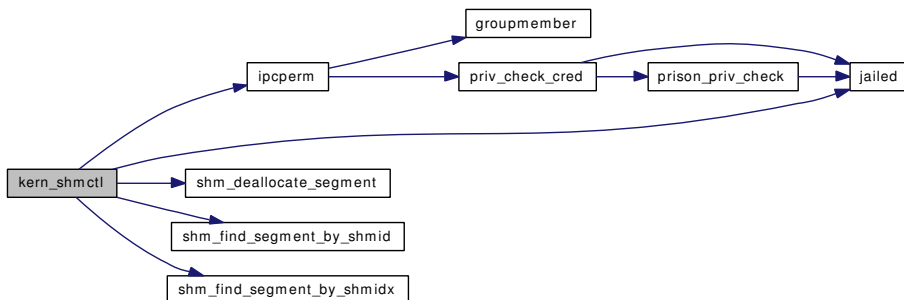 groupmember
ipcperm
priv_check_cred
prison_priv_check
jailed
kern_shmctl
shm_deallocate_segment
shm_find_segment_by_shmid
shm_find_segment_by_shmidx